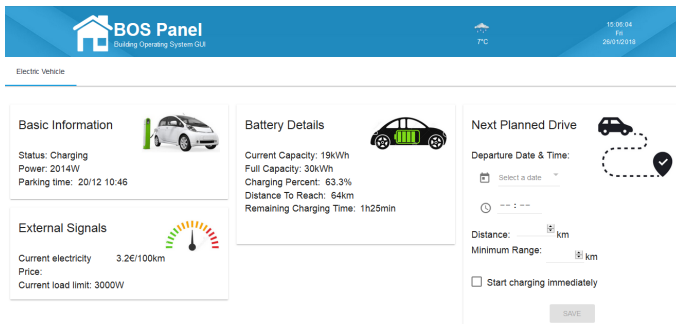 BOS Panel
Building Operating System GUI
7°C
15:06:04
Fri
26/01/2018
Electric Vehicle
Basic Information
Status: Charging
Power: 2014W
Parking time: 20/12 10:46
External Signals
Current electricity Price: 3.2€/100km
Current load limit: 3000W
Battery Details
Current Capacity: 19kWh
Full Capacity: 30kWh
Charging Percent: 63.3%
Distance To Reach: 64km
Remaining Charging Time: 1h25min
Next Planned Drive
Departure Date & Time:
Select a date
-- : --
Distance: km
Minimum Range: km
Start charging immediately
SAVE